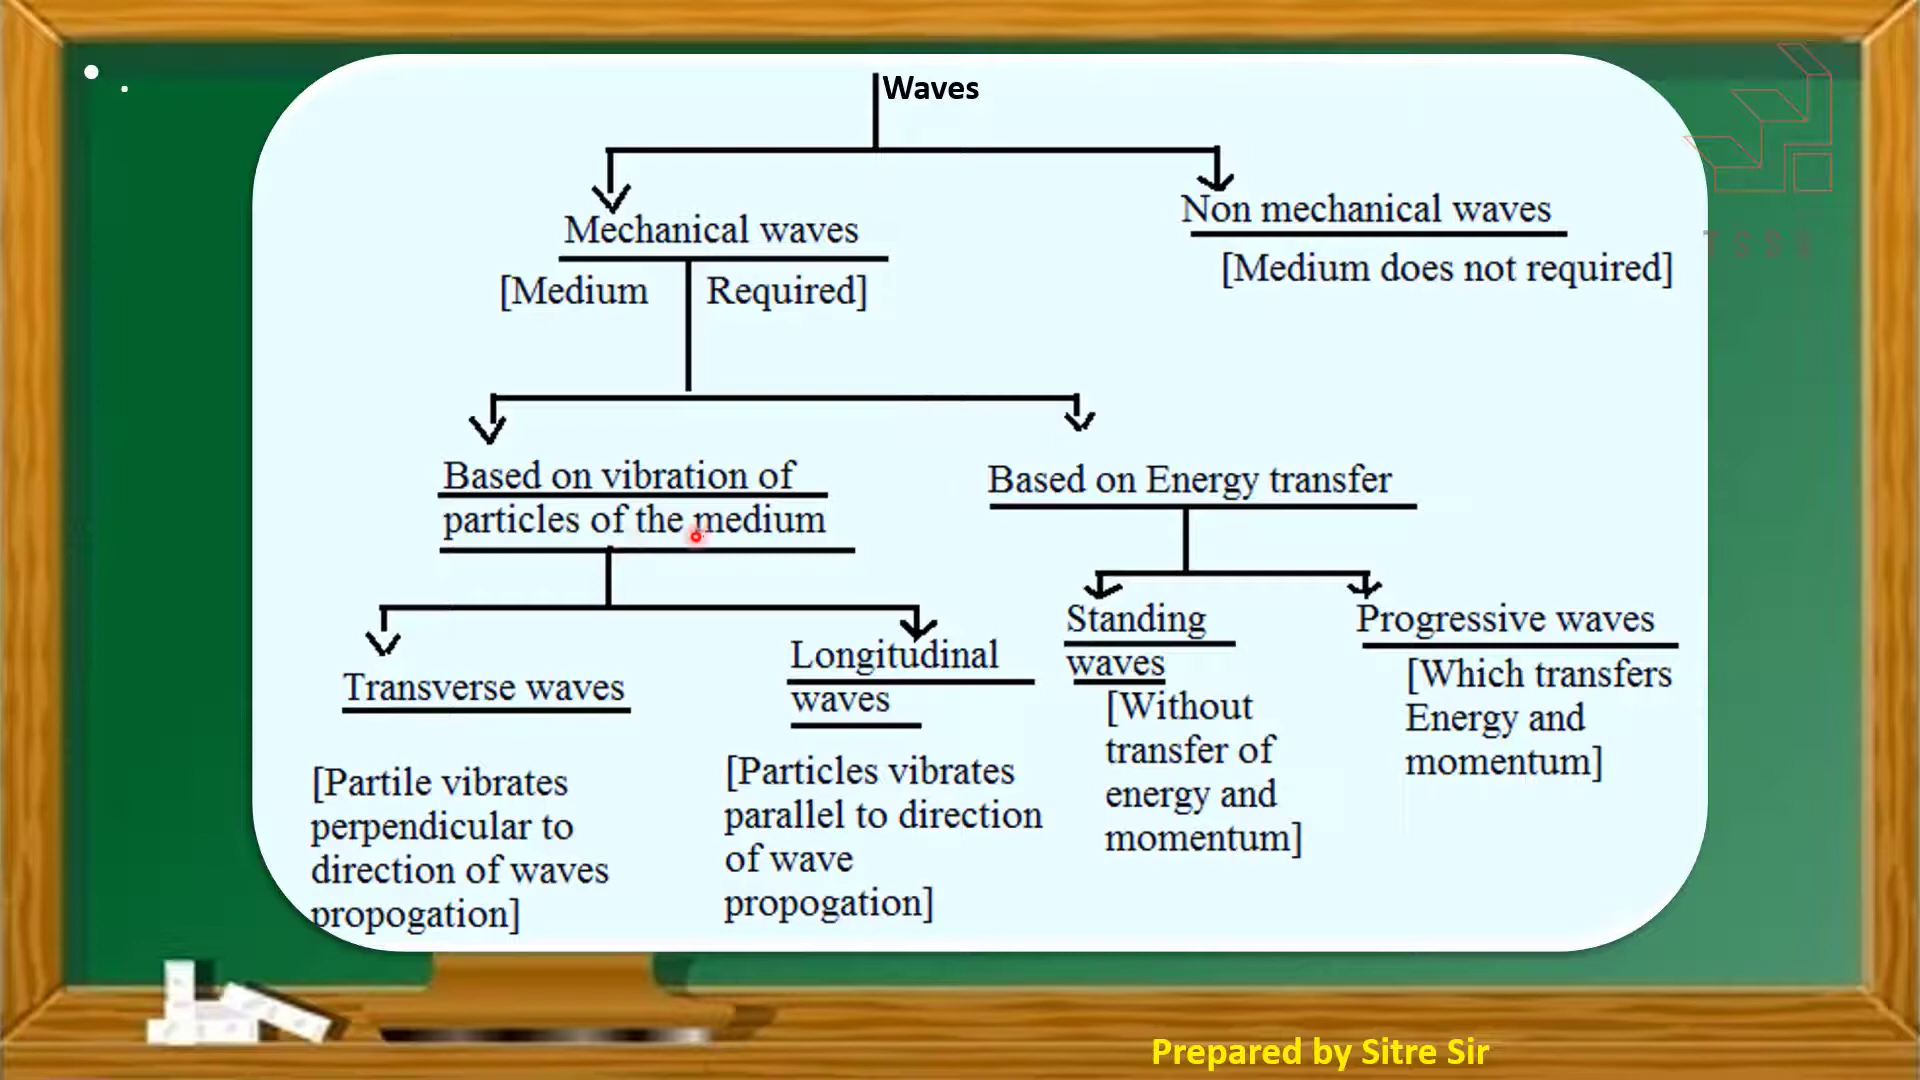 Waves
Mechanical waves
[Medium Required]
Non mechanical waves
[Medium does not required]
Based on vibration of
particles of the medium
Based on Energy transfer
Transverse waves
[Partile vibrates
perpendicular to
direction of waves
propogation]
Longitudinal
waves
[Particles vibrates
parallel to direction
of wave
propogation]
Standing
waves
[Without
transfer of
energy and
momentum]
Progressive waves
[Which transfers
Energy and
momentum]
Prepared by Sitre Sir